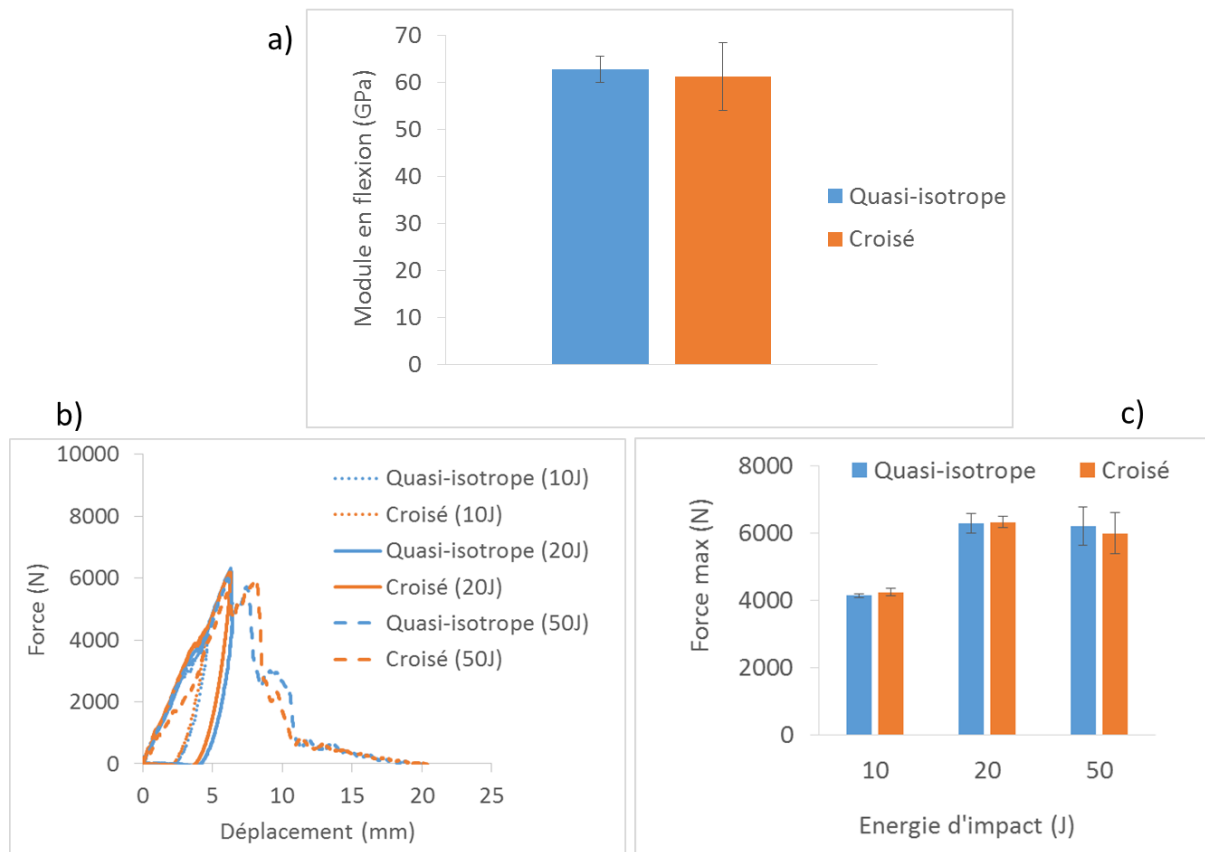 a)
Module en flexion (GPa)
70
60
50
40
30
20
10
0
Quasi-isotrope
Croisé
b)
Force (N)
10000
8000
6000
4000
2000
0
0 5 10 15 20 25
Déplacement (mm)
Quasi-isotrope (10J)
Croisé (10J)
Quasi-isotrope (20J)
Croisé (20J)
Quasi-isotrope (50J)
Croisé (50J)
c)
Force max (N)
8000
6000
4000
2000
0
Quasi-isotrope Croisé
10 20 50
Energie d'impact (J)